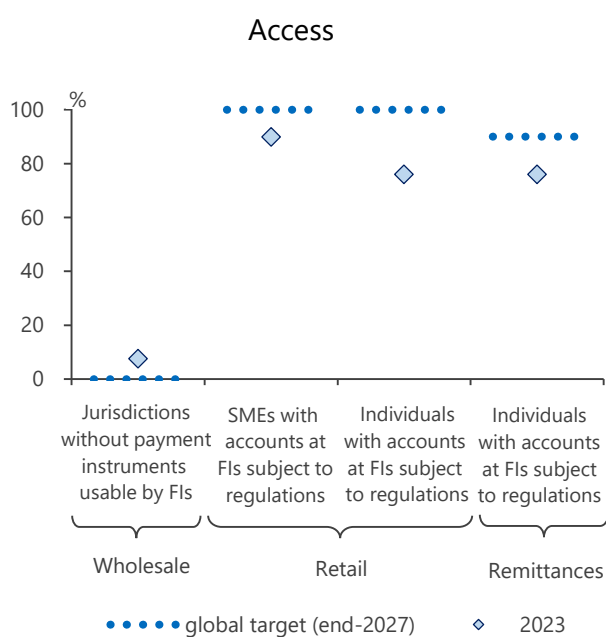 Access
%
100
80
60
40
20
0
Jurisdictions
without payment
instruments
usable by FIs
SMEs with
accounts at
FIs subject to
regulations
Individuals
with accounts
at FIs subject
to regulations
Individuals
with accounts
at FIs subject
to regulations
Wholesale
Retail
Remittances
global target (end-2027)
2023